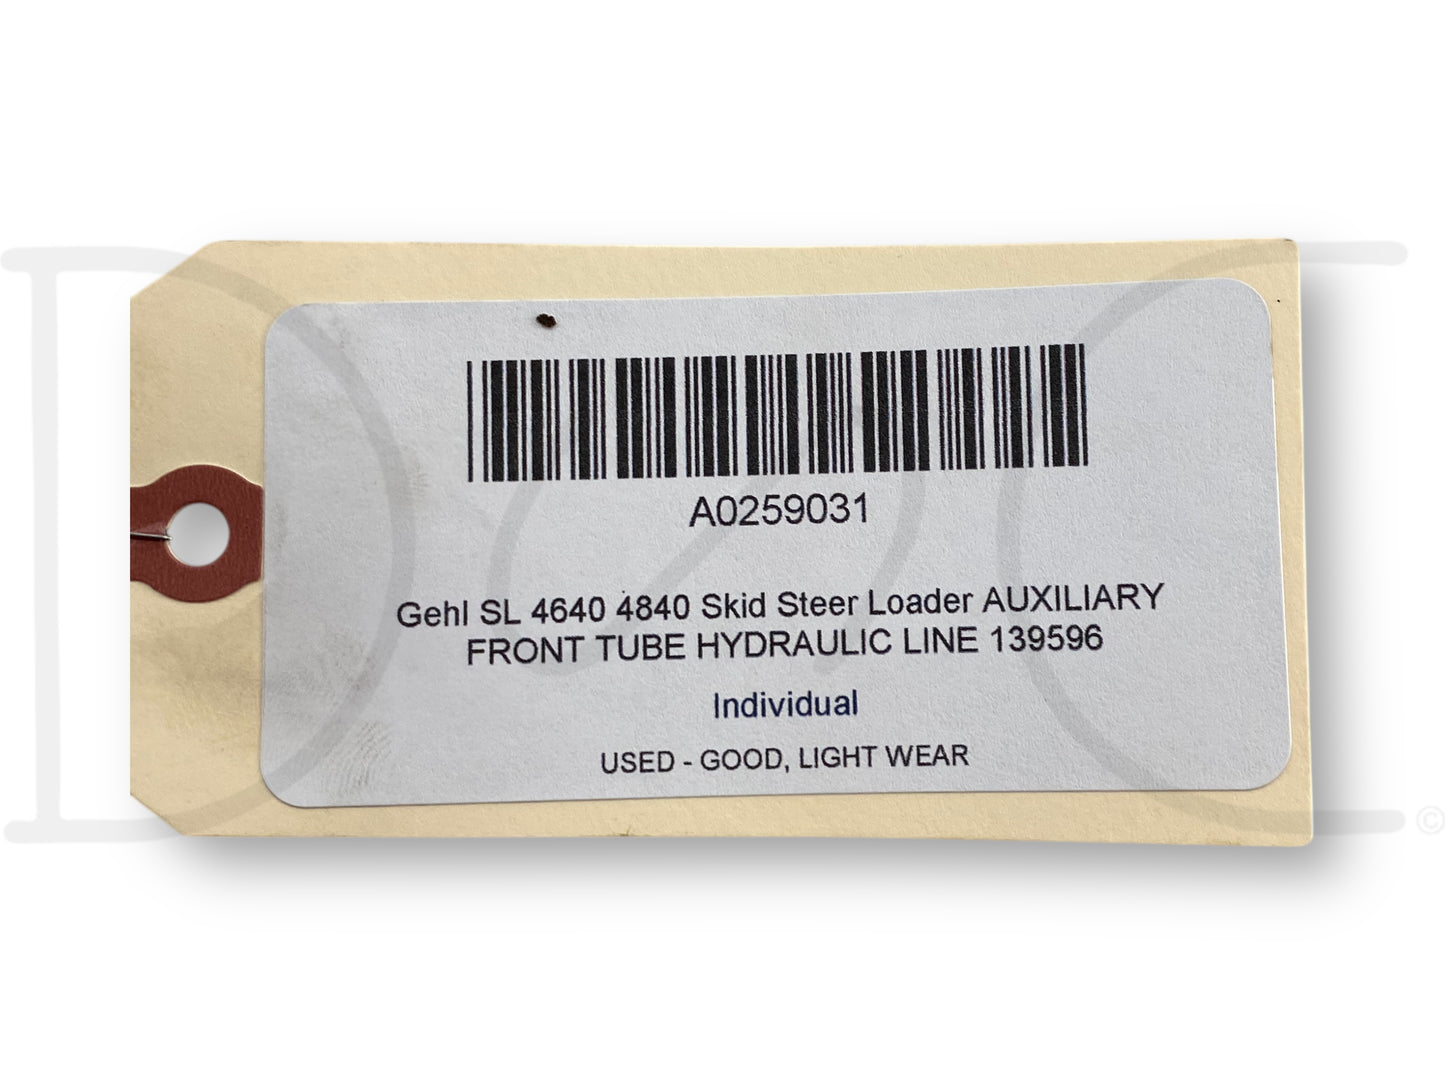 A0259031
Gehl SL 4640 4840 Skid Steer Loader AUXILIARY
FRONT TUBE HYDRAULIC LINE 139596
Individual
USED - GOOD, LIGHT WEAR
©